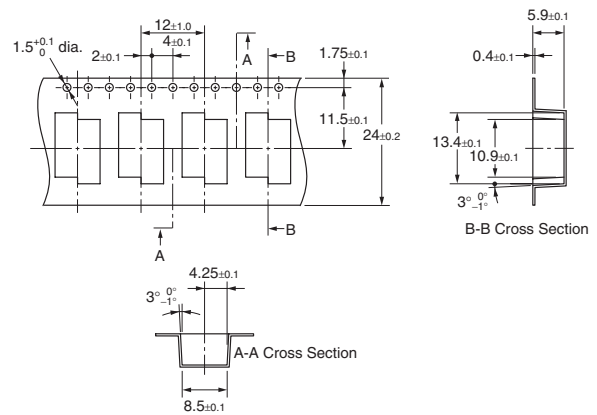 12±1.0
4±0.1
2±0.1
1.5 +0.1 0 dia.
A
B
1.75±0.1
11.5±0.1
24±0.2
B
A
5.9±0.1
0.4±0.1
13.4±0.1
10.9±0.1
3° 0° −1°
B-B Cross Section
4.25±0.1
3° 0° −1°
A-A Cross Section
8.5±0.1